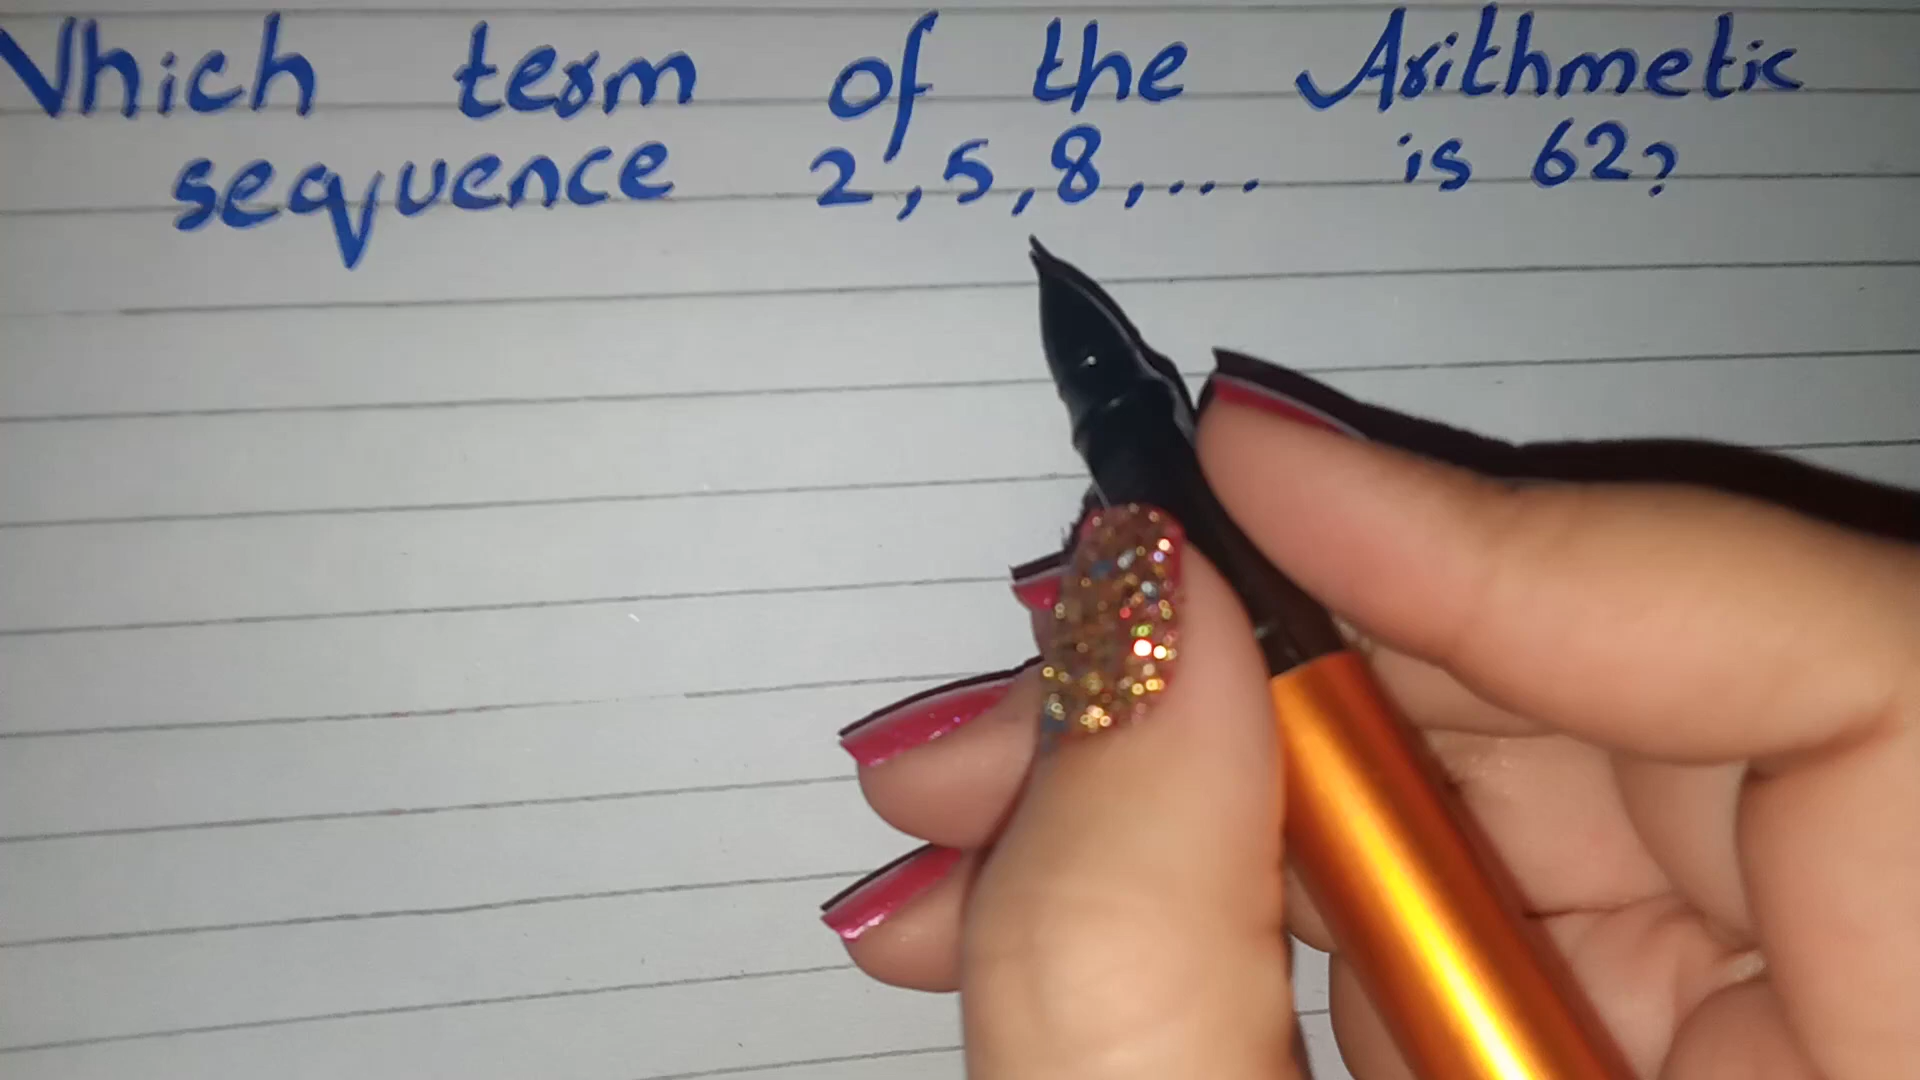 Which term of the Arithmetic
sequence 2,5,8,... is 62?